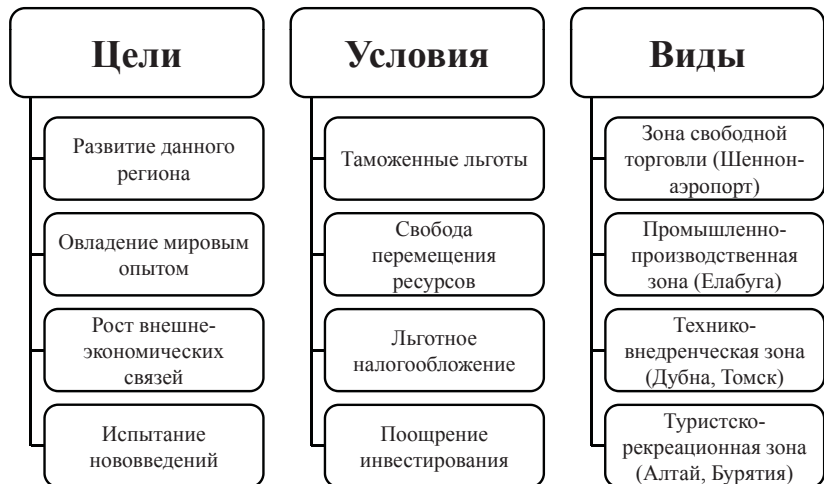 Цели
Развитие данного
региона
Овладение мировым
опытом
Рост внешне-
экономических
связей
Испытание
нововведений
Условия
Таможенные льготы
Свобода
перемещения
ресурсов
Льготное
налогообложение
Поощрение
инвестирования
Виды
Зона свободной
торговли (Шеннон-
аэропорт)
Промышленно-
производственная
зона (Елабуга)
Технико-
внедренческая зона
(Дубна, Томск)
Туристско-
рекреационная зона
(Алтай, Бурятия)